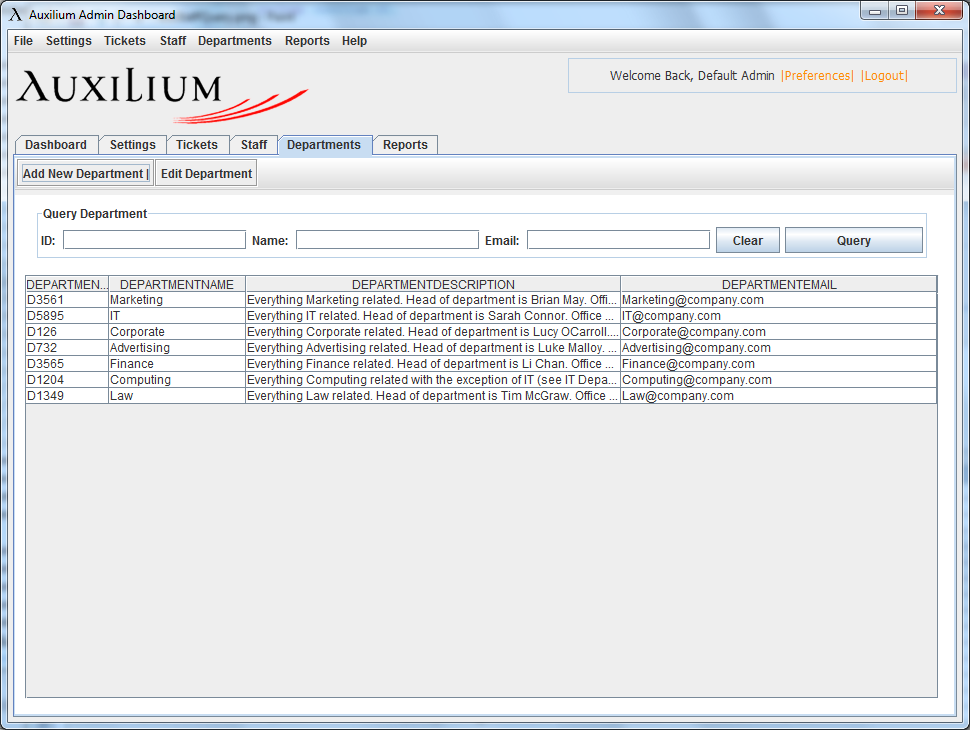 Auxilium Admin Dashboard
File Settings Tickets Staff Departments Reports Help
AUXILIUM
Welcome Back, Default Admin |Preferences| |Logout|
Dashboard Settings Tickets Staff Departments Reports
Add New Department | Edit Department
Query Department
ID: Name: Email: Clear Query
DEPARTMEN... DEPARTMENTNAME DEPARTMENTDESCRIPTION DEPARTMENTEMAIL
D3561 Marketing Everything Marketing related. Head of department is Brian May. Offi... Marketing@company.com
D5895 IT Everything IT related. Head of department is Sarah Connor. Office ... IT@company.com
D126 Corporate Everything Corporate related. Head of department is Lucy OCarroll.... Corporate@company.com
D732 Advertising Everything Advertising related. Head of department is Luke Malloy. ... Advertising@company.com
D3565 Finance Everything Finance related. Head of department is Li Chan. Office ... Finance@company.com
D1204 Computing Everything Computing related with the exception of IT (see IT Depa... Computing@company.com
D1349 Law Everything Law related. Head of department is Tim McGraw. Office ... Law@company.com